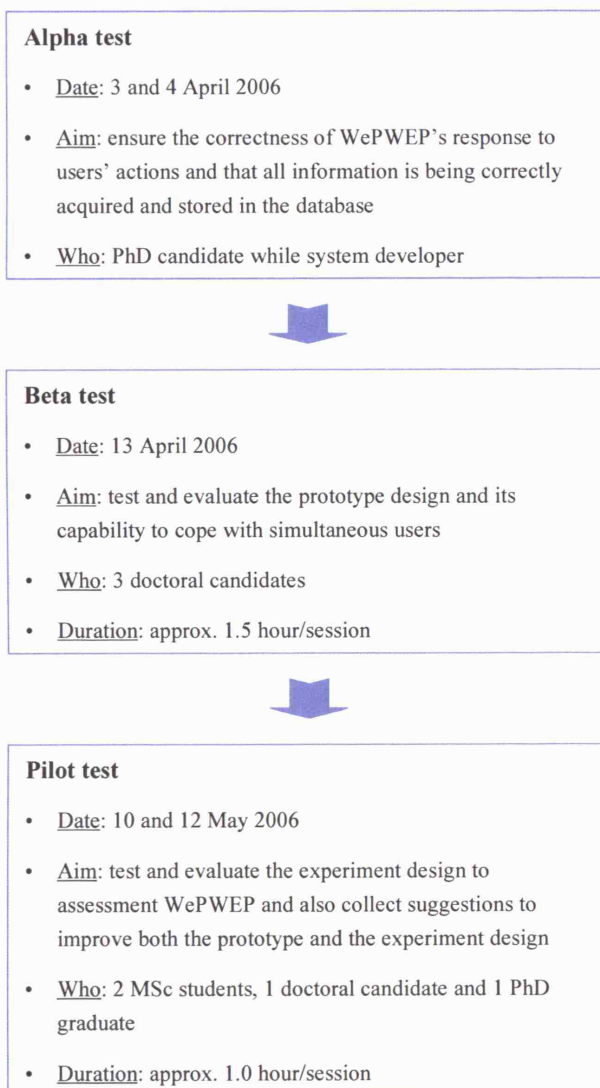 Alpha test
• Date: 3 and 4 April 2006
• Aim: ensure the correctness of WePWEP's response to
users' actions and that all information is being correctly
acquired and stored in the database
• Who: PhD candidate while system developer
Beta test
• Date: 13 April 2006
• Aim: test and evaluate the prototype design and its
capability to cope with simultaneous users
• Who: 3 doctoral candidates
• Duration: approx. 1.5 hour/session
Pilot test
• Date: 10 and 12 May 2006
• Aim: test and evaluate the experiment design to
assessment WePWEP and also collect suggestions to
improve both the prototype and the experiment design
• Who: 2 MSc students, 1 doctoral candidate and 1 PhD
graduate
• Duration: approx. 1.0 hour/session